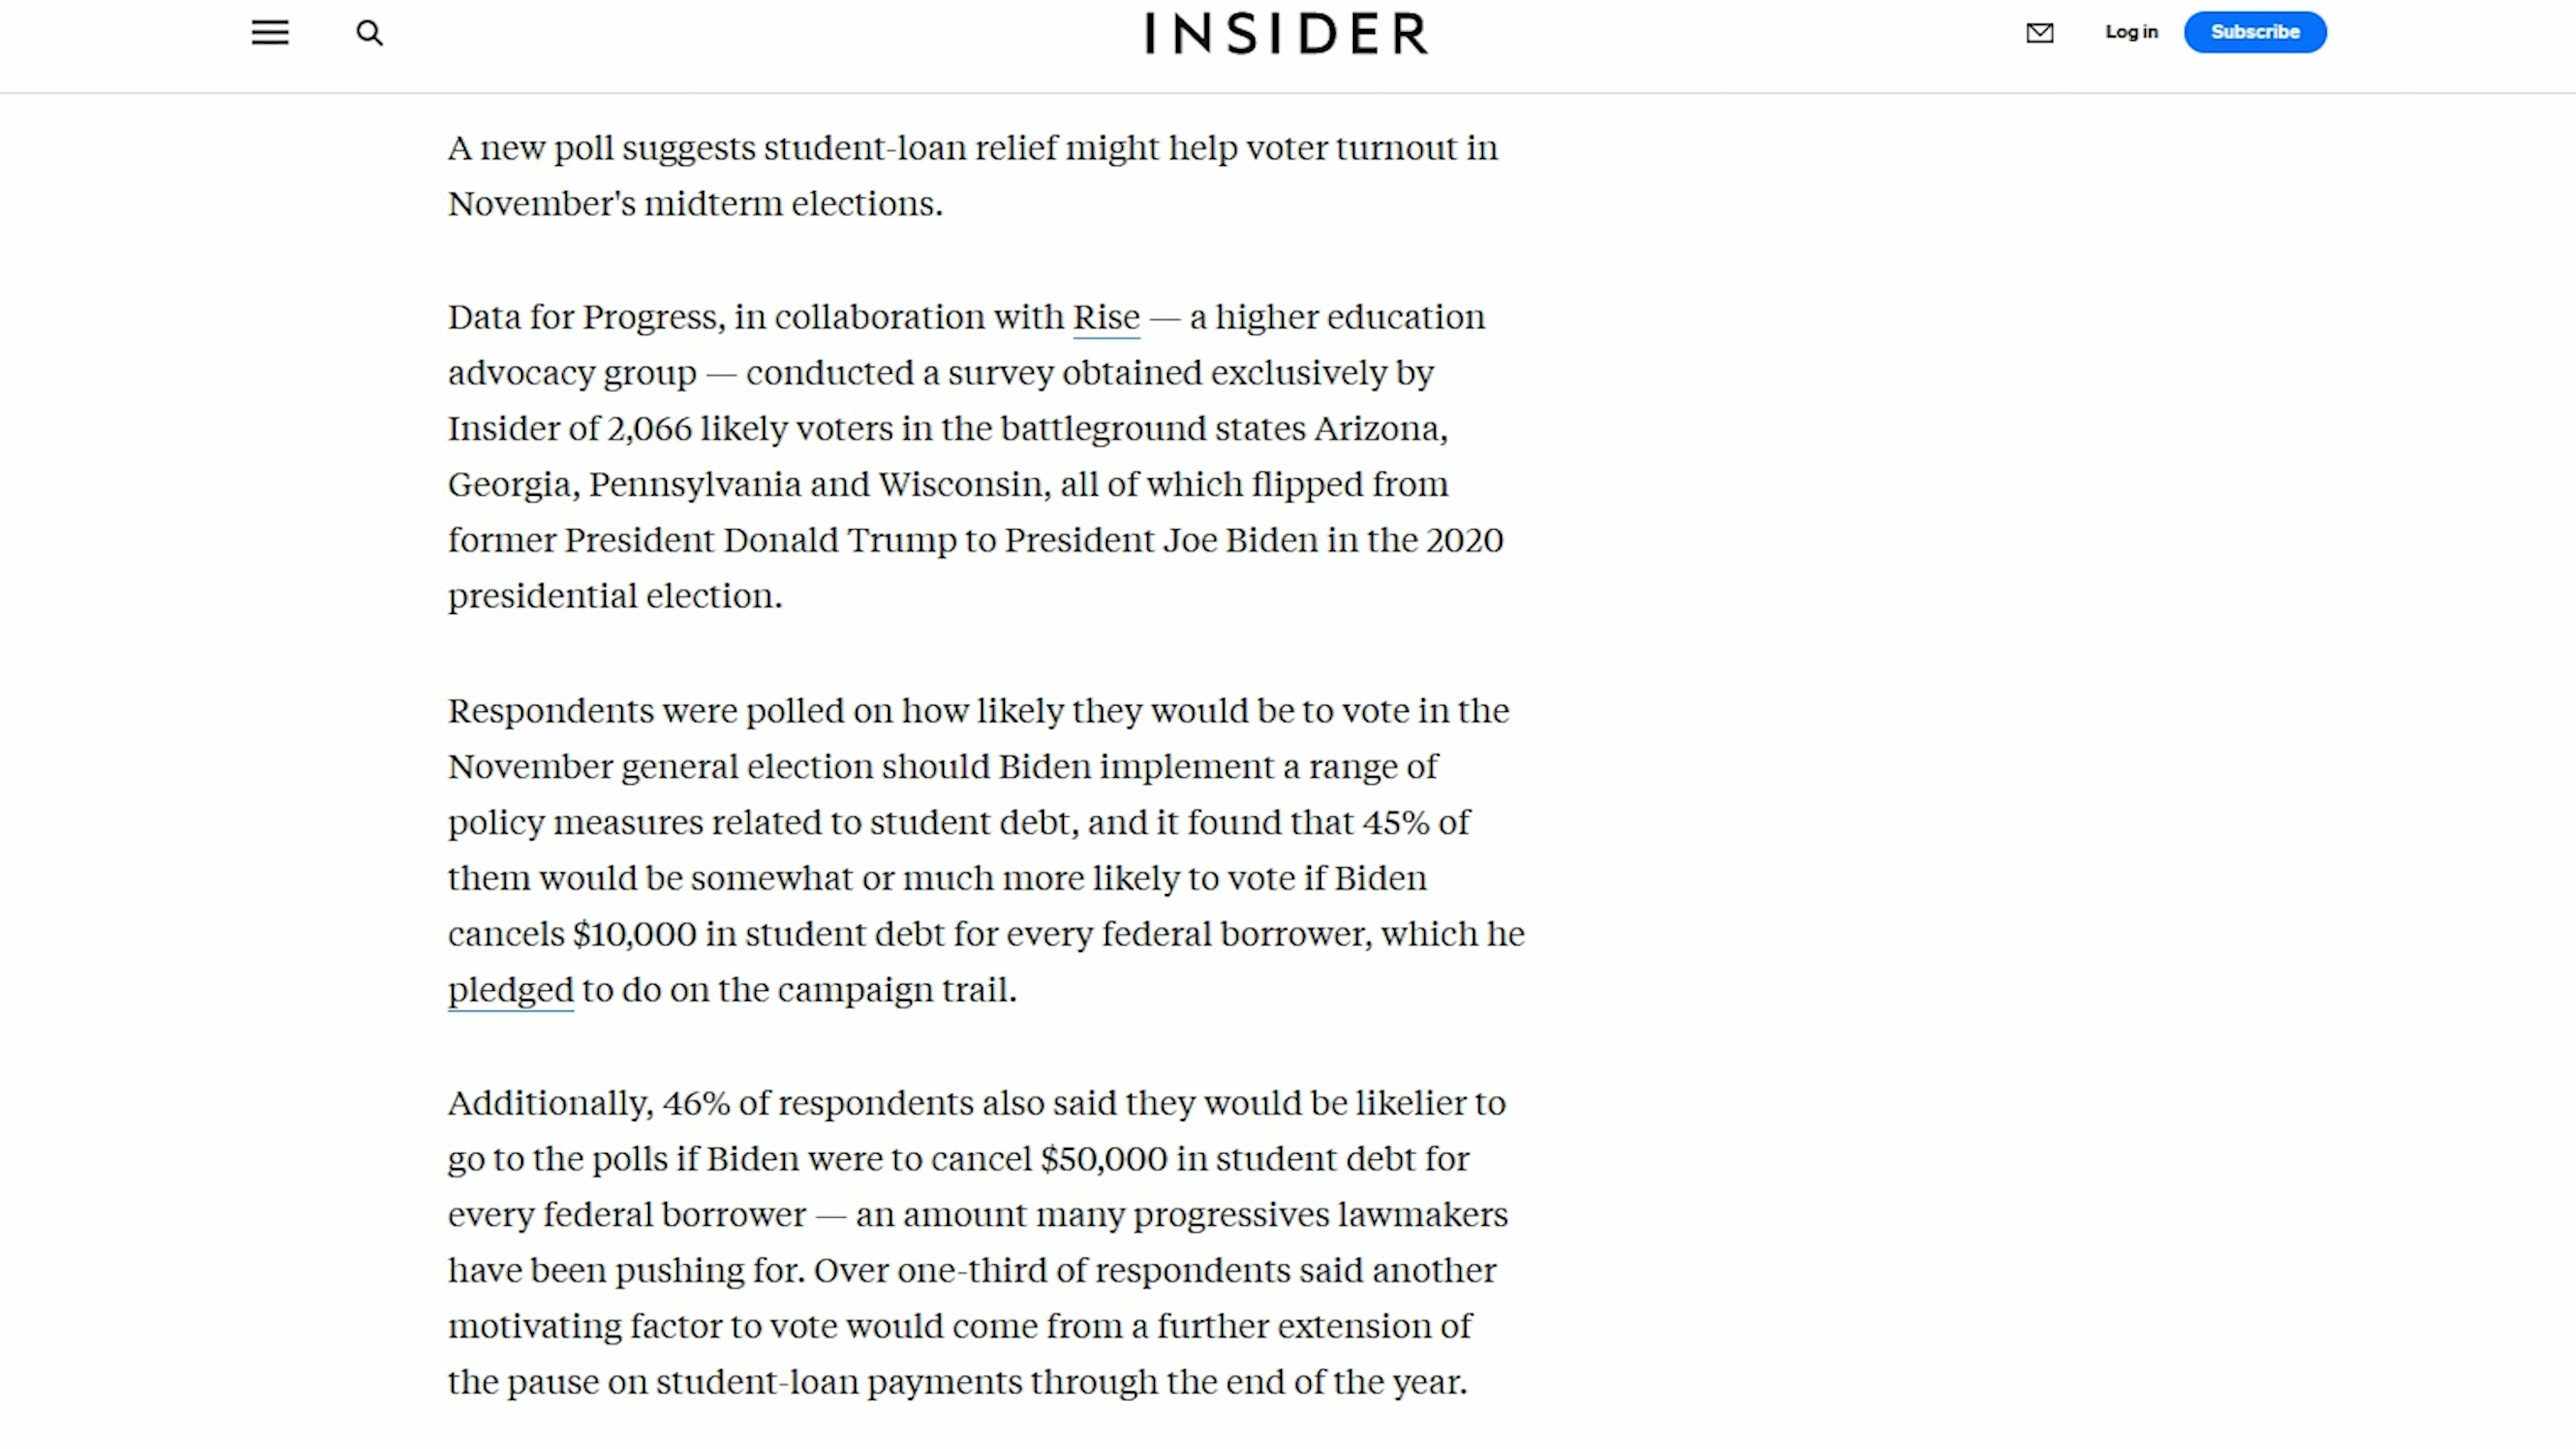 INSIDER
Log in
Subscribe
A new poll suggests student-loan relief might help voter turnout in
November's midterm elections.
Data for Progress, in collaboration with Rise — a higher education
advocacy group — conducted a survey obtained exclusively by
Insider of 2,066 likely voters in the battleground states Arizona,
Georgia, Pennsylvania and Wisconsin, all of which flipped from
former President Donald Trump to President Joe Biden in the 2020
presidential election.
Respondents were polled on how likely they would be to vote in the
November general election should Biden implement a range of
policy measures related to student debt, and it found that 45% of
them would be somewhat or much more likely to vote if Biden
cancels $10,000 in student debt for every federal borrower, which he
pledged to do on the campaign trail.
Additionally, 46% of respondents also said they would be likelier to
go to the polls if Biden were to cancel $50,000 in student debt for
every federal borrower — an amount many progressives lawmakers
have been pushing for. Over one-third of respondents said another
motivating factor to vote would come from a further extension of
the pause on student-loan payments through the end of the year.